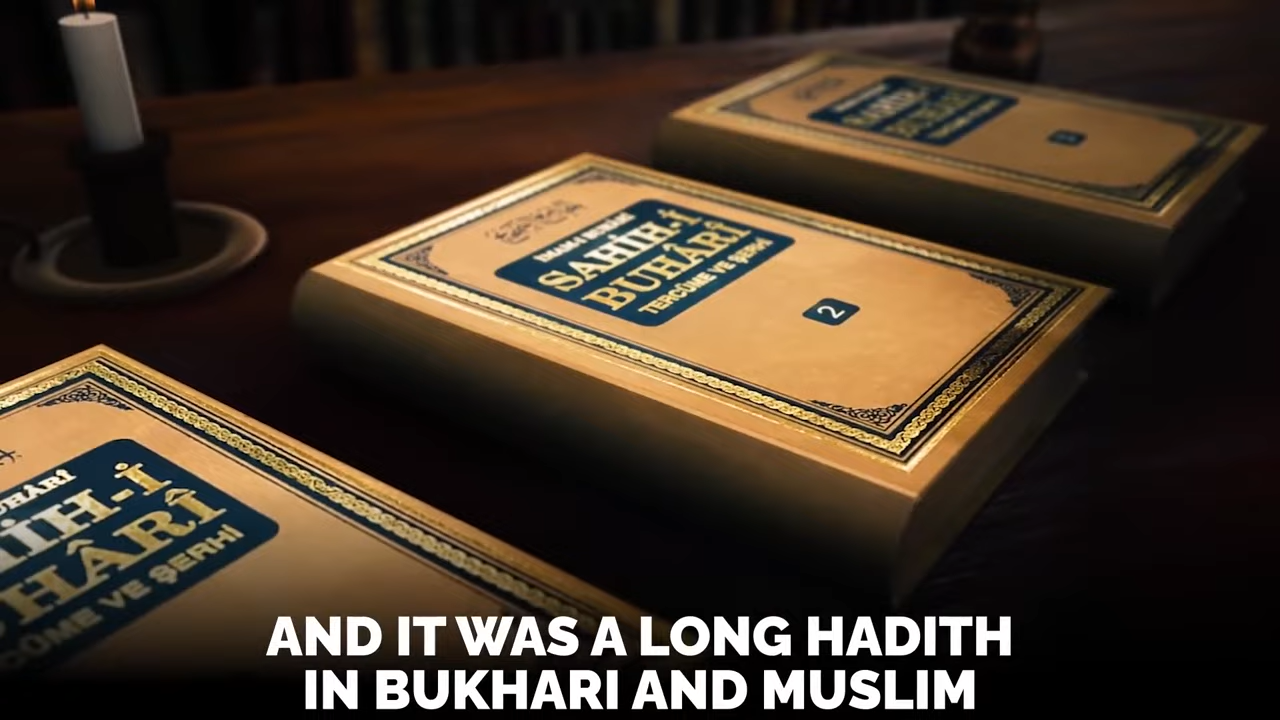 İMAM-I BUHÂRÎ
SAHÎH-İ
BUHÂRÎ
TERCÜME VE ŞERHİ
2
BUHÂRÎ
TERCÜME VE ŞERHİ
AND IT WAS A LONG HADITH
IN BUKHARI AND MUSLIM